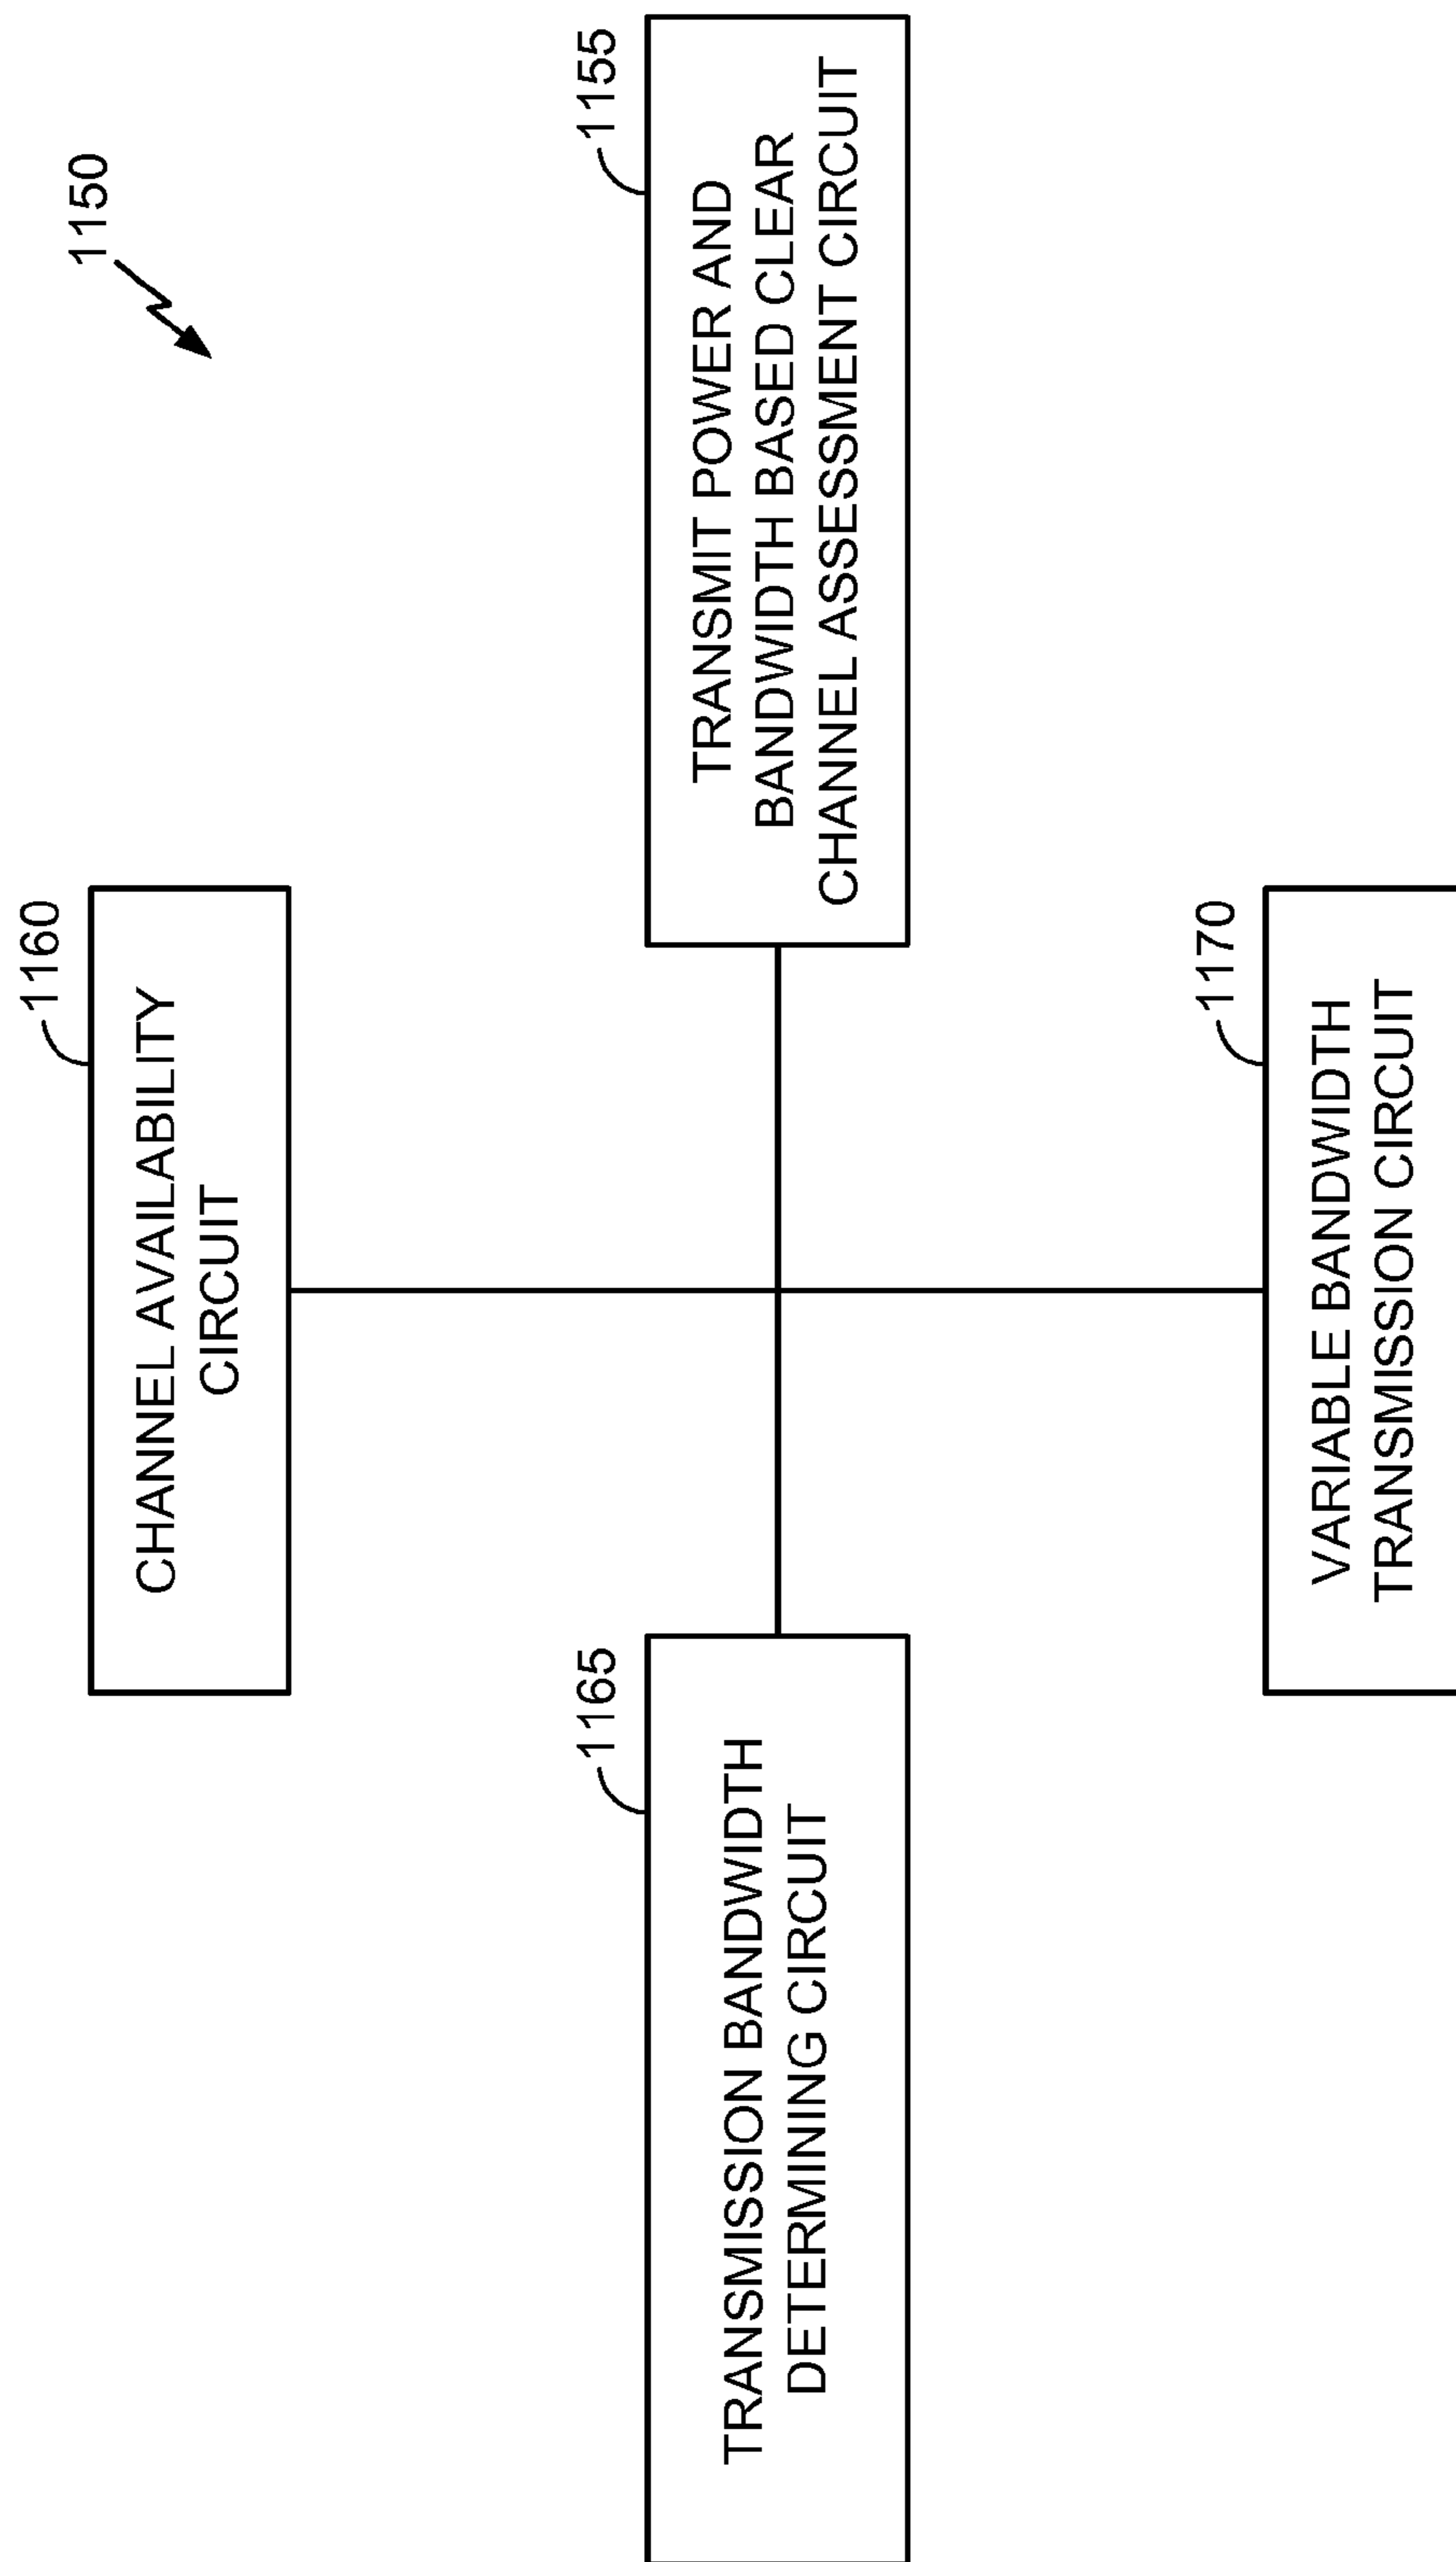 1150
1160
CHANNEL AVAILABILITY
CIRCUIT
1165
TRANSMISSION BANDWIDTH
DETERMINING CIRCUIT
1155
TRANSMIT POWER AND
BANDWIDTH BASED CLEAR
CHANNEL ASSESSMENT CIRCUIT
1170
VARIABLE BANDWIDTH
TRANSMISSION CIRCUIT